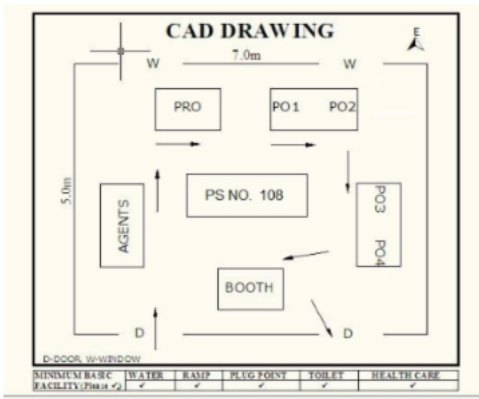 CAD DRAWING
E
7.0m
W W
PRO
PO1 PO2
5.0m
AGENTS
PS NO. 108
PO3 PO4
BOOTH
D D
D-DOOR, W-WINDOW
MINIMUM BASIC WATER RAMP PLUG POINT TOILET HEALTH CARE
FACILITY(Please ✓) ✓ ✓ ✓ ✓ ✓